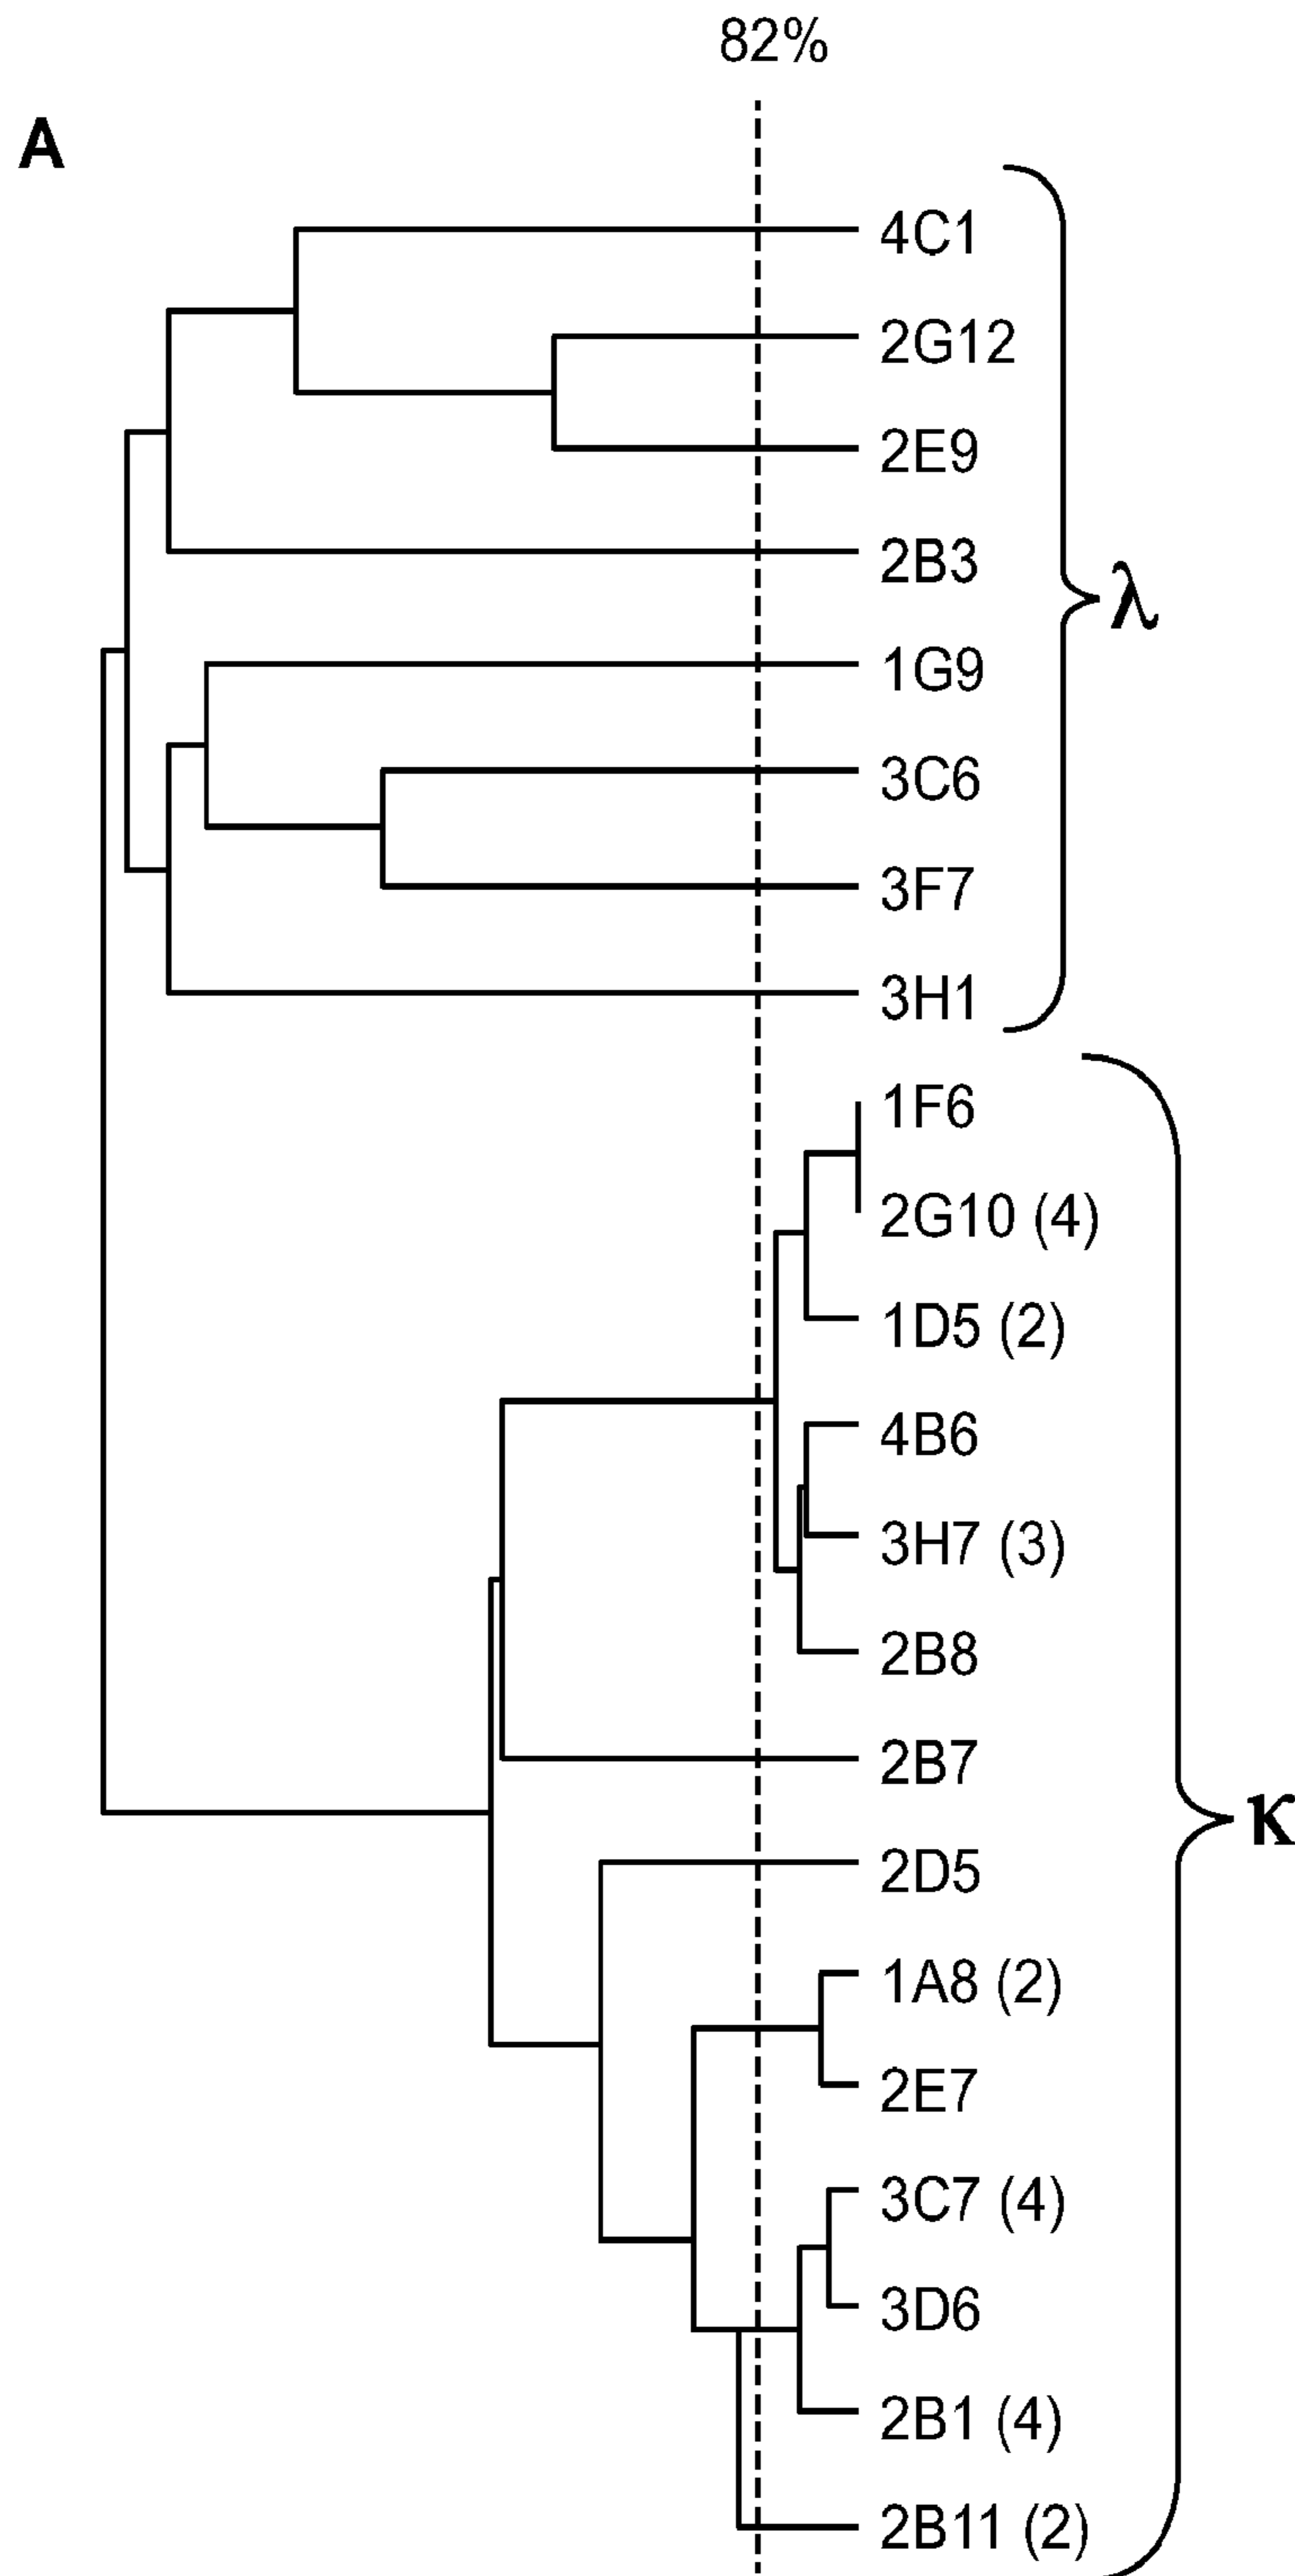 82%
A
4C1
2G12
2E9
2B3
1G9
3C6
3F7
3H1
λ
1F6
2G10 (4)
1D5 (2)
4B6
3H7 (3)
2B8
2B7
2D5
1A8 (2)
2E7
3C7 (4)
3D6
2B1 (4)
2B11 (2)
κ